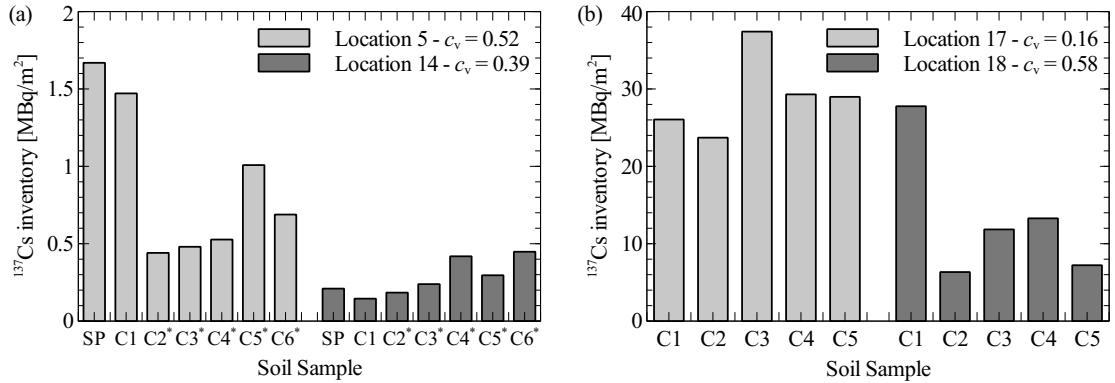 (a)
2
1.5
1
0.5
0
¹³⁷Cs inventory [MBq/m²]
Location 5 - cᵥ = 0.52
Location 14 - cᵥ = 0.39
SP C1 C2* C3* C4* C5* C6* SP C1 C2* C3* C4* C5* C6*
Soil Sample
(b)
40
30
20
10
0
¹³⁷Cs inventory [MBq/m²]
Location 17 - cᵥ = 0.16
Location 18 - cᵥ = 0.58
C1 C2 C3 C4 C5 C1 C2 C3 C4 C5
Soil Sample